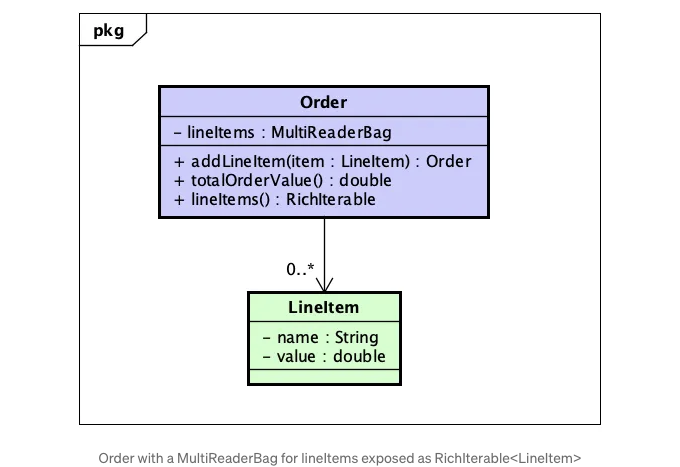 pkg
Order
– lineItems : MultiReaderBag
+ addLineItem(item : LineItem) : Order
+ totalOrderValue() : double
+ lineItems() : RichIterable
0..*
LineItem
– name : String
– value : double
Order with a MultiReaderBag for lineItems exposed as RichIterable<LineItem>